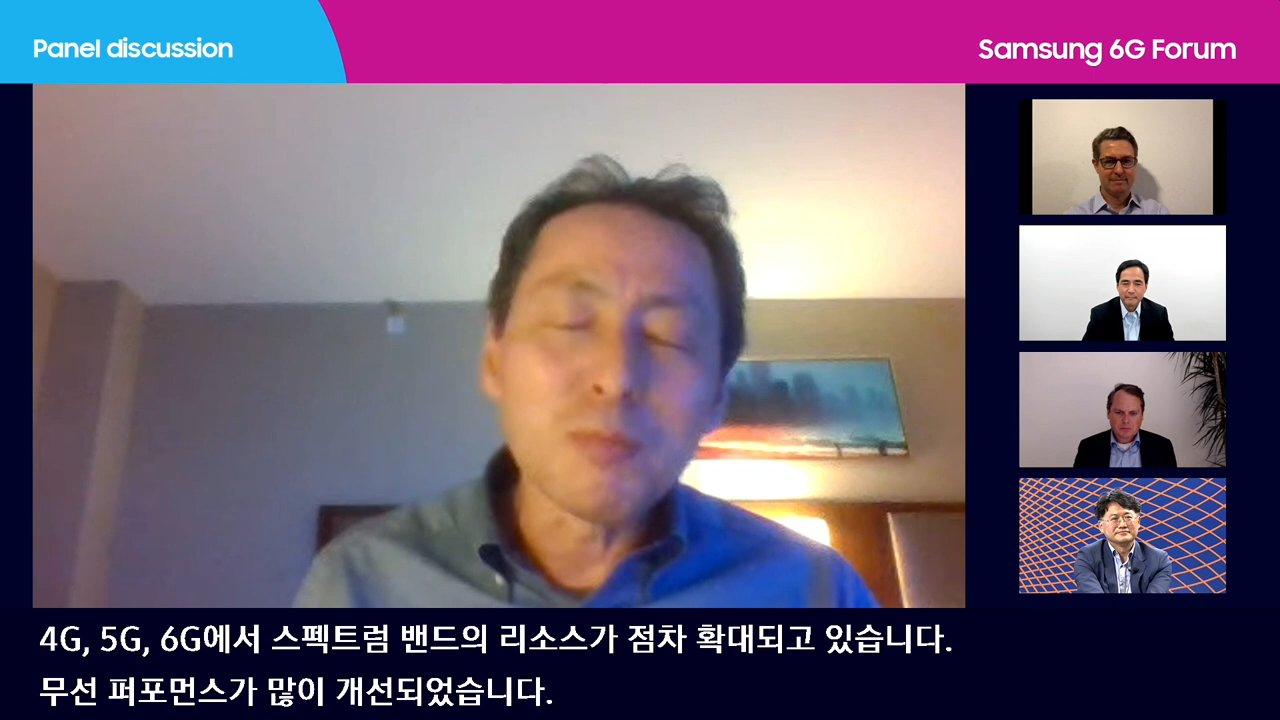 Panel discussion
Samsung 6G Forum
4G, 5G, 6G에서 스펙트럼 밴드의 리소스가 점차 확대되고 있습니다.
무선 퍼포먼스가 많이 개선되었습니다.